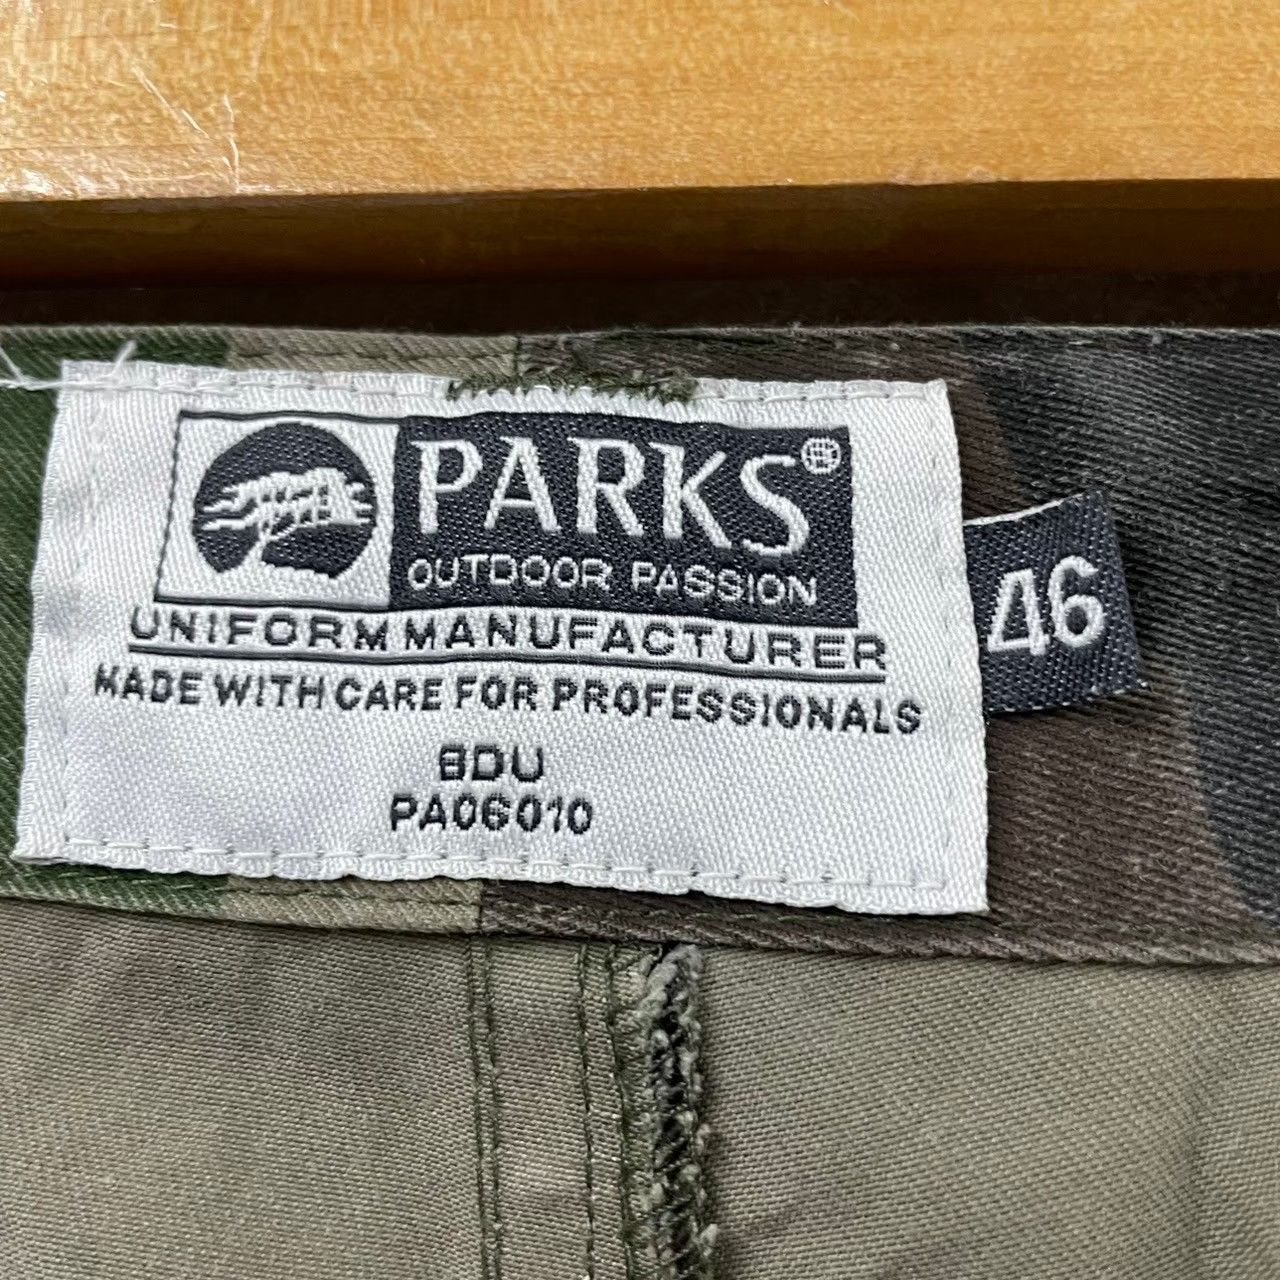 PARKS®
OUTDOOR PASSION
UNIFORM MANUFACTURER
MADE WITH CARE FOR PROFESSIONALS
BDU
PA06010
46